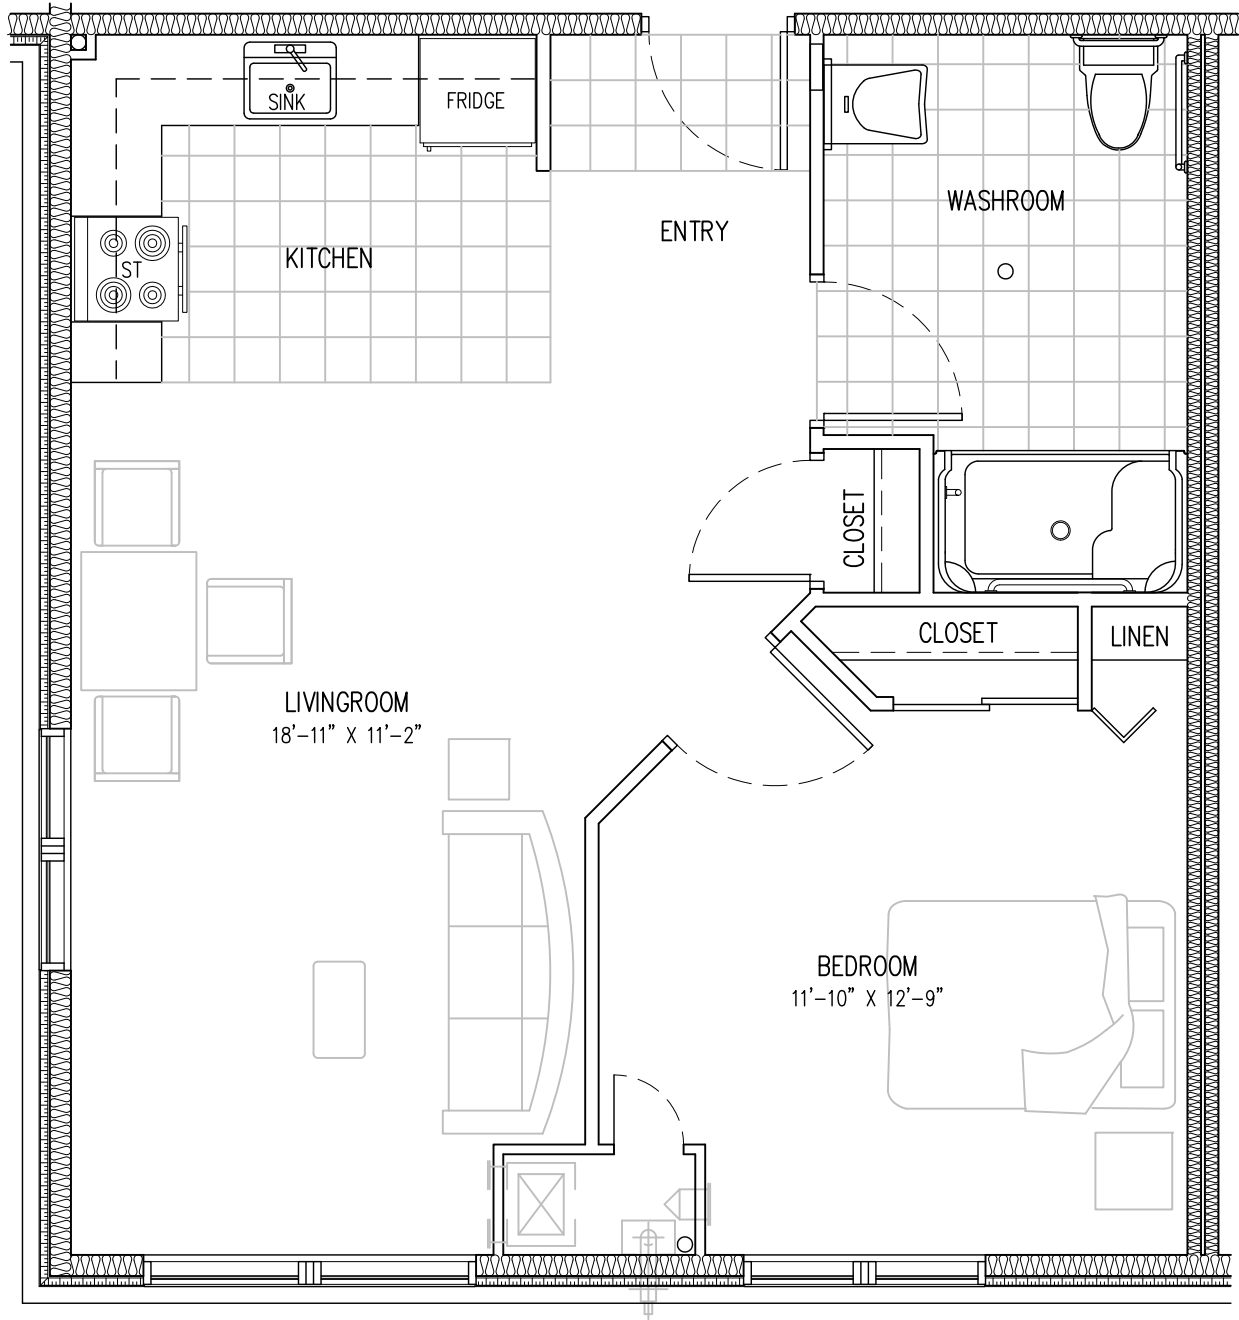 SINK
FRIDGE
WASHROOM
ENTRY
KITCHEN
ST
CLOSET
CLOSET
LINEN
LIVINGROOM
18'-11" X 11'-2"
BEDROOM
11'-10" X 12'-9"